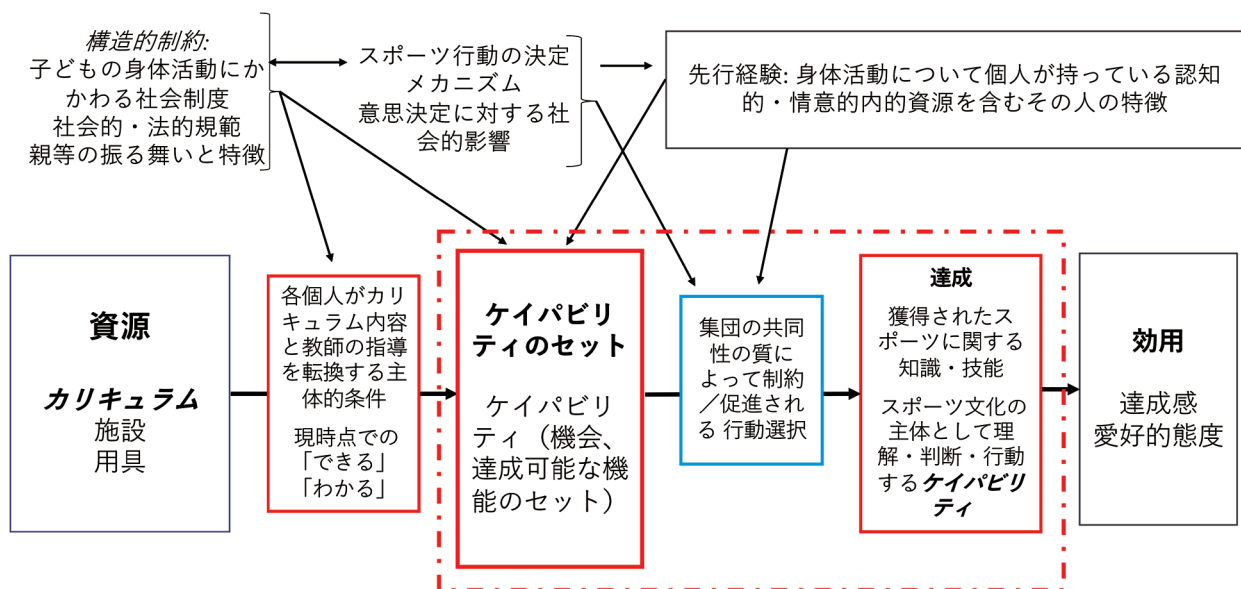 構造的制約:
子どもの身体活動にか
かわる社会制度
社会的・法的規範
親等の振る舞いと特徴
スポーツ行動の決定
メカニズム
意思決定に対する社
会的影響
先行経験: 身体活動について個人が持っている認知
的・情意的内的資源を含むその人の特徴
資源
カリキュラム
施設
用具
各個人がカリ
キュラム内容
と教師の指導
を転換する主
体的条件
現時点での
「できる」
「わかる」
ケイパビリ
ティのセット
ケイパビリ
ティ（機会、
達成可能な機
能のセット）
集団の共同
性の質に
よって制約
／促進され
る 行動選択
達成
獲得されたス
ポーツに関する
知識・技能
スポーツ文化の
主体として理
解・判断・行動
するケイパビリ
ティ
効用
達成感
愛好的態度